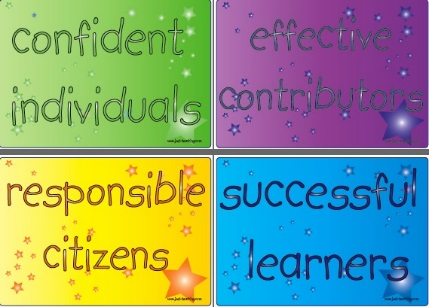 confident
individuals
effective
contributors
responsible
citizens
successful
learners